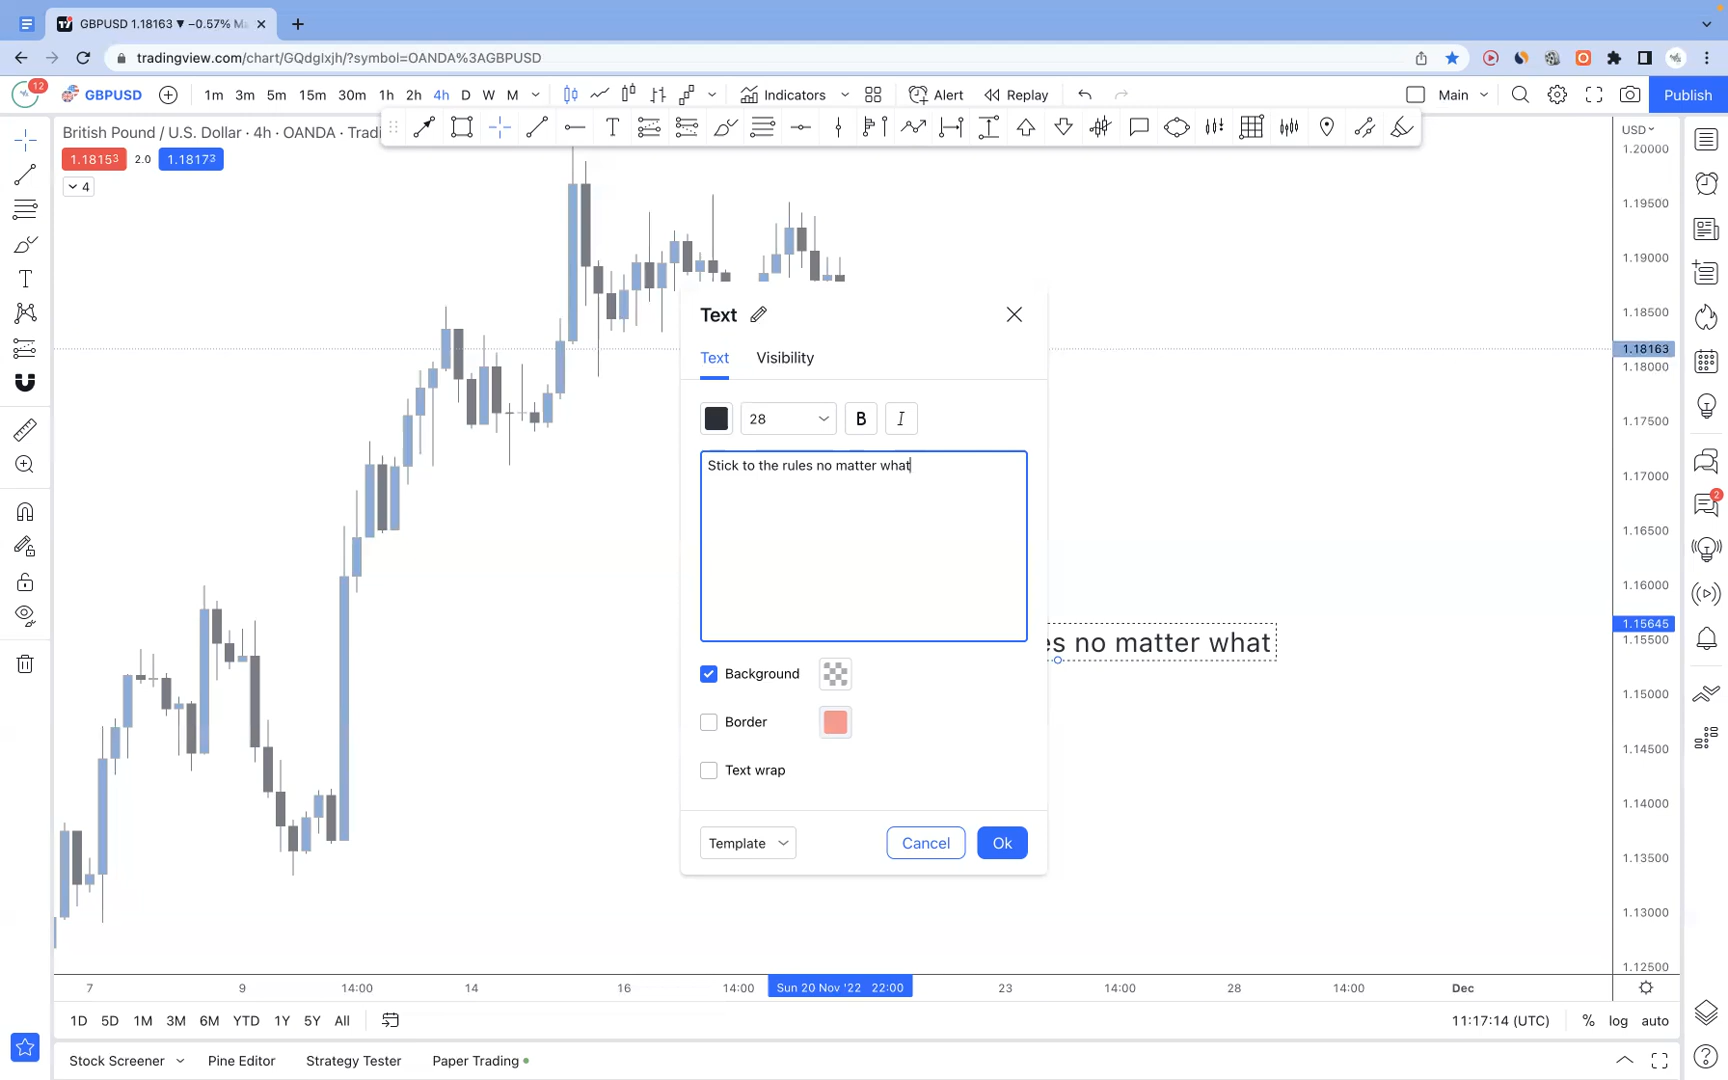 GBPUSD 1.18163 ▼ −0.57% M
tradingview.com/chart/GQdgIxjh/?symbol=OANDA%3AGBPUSD
12
GBPUSD
1m 3m 5m 15m 30m 1h 2h 4h D W M
Indicators
Alert
Replay
Main
Publish
British Pound / U.S. Dollar · 4h · OANDA · Tradi
1.18153 2.0 1.18173
4
USD
1.20000
1.19500
1.19000
1.18500
1.18163
1.18000
1.17500
1.17000
1.16500
1.16000
1.15645
1.15500
1.15000
1.14500
1.14000
1.13500
1.13000
1.12500
2
Text
Text Visibility
28 B I
Stick to the rules no matter what
es no matter what
Background
Border
Text wrap
Template Cancel Ok
7 9 14:00 14 16 14:00 Sun 20 Nov '22 22:00 23 14:00 28 14:00 Dec
1D 5D 1M 3M 6M YTD 1Y 5Y All
11:17:14 (UTC) % log auto
Stock Screener Pine Editor Strategy Tester Paper Trading